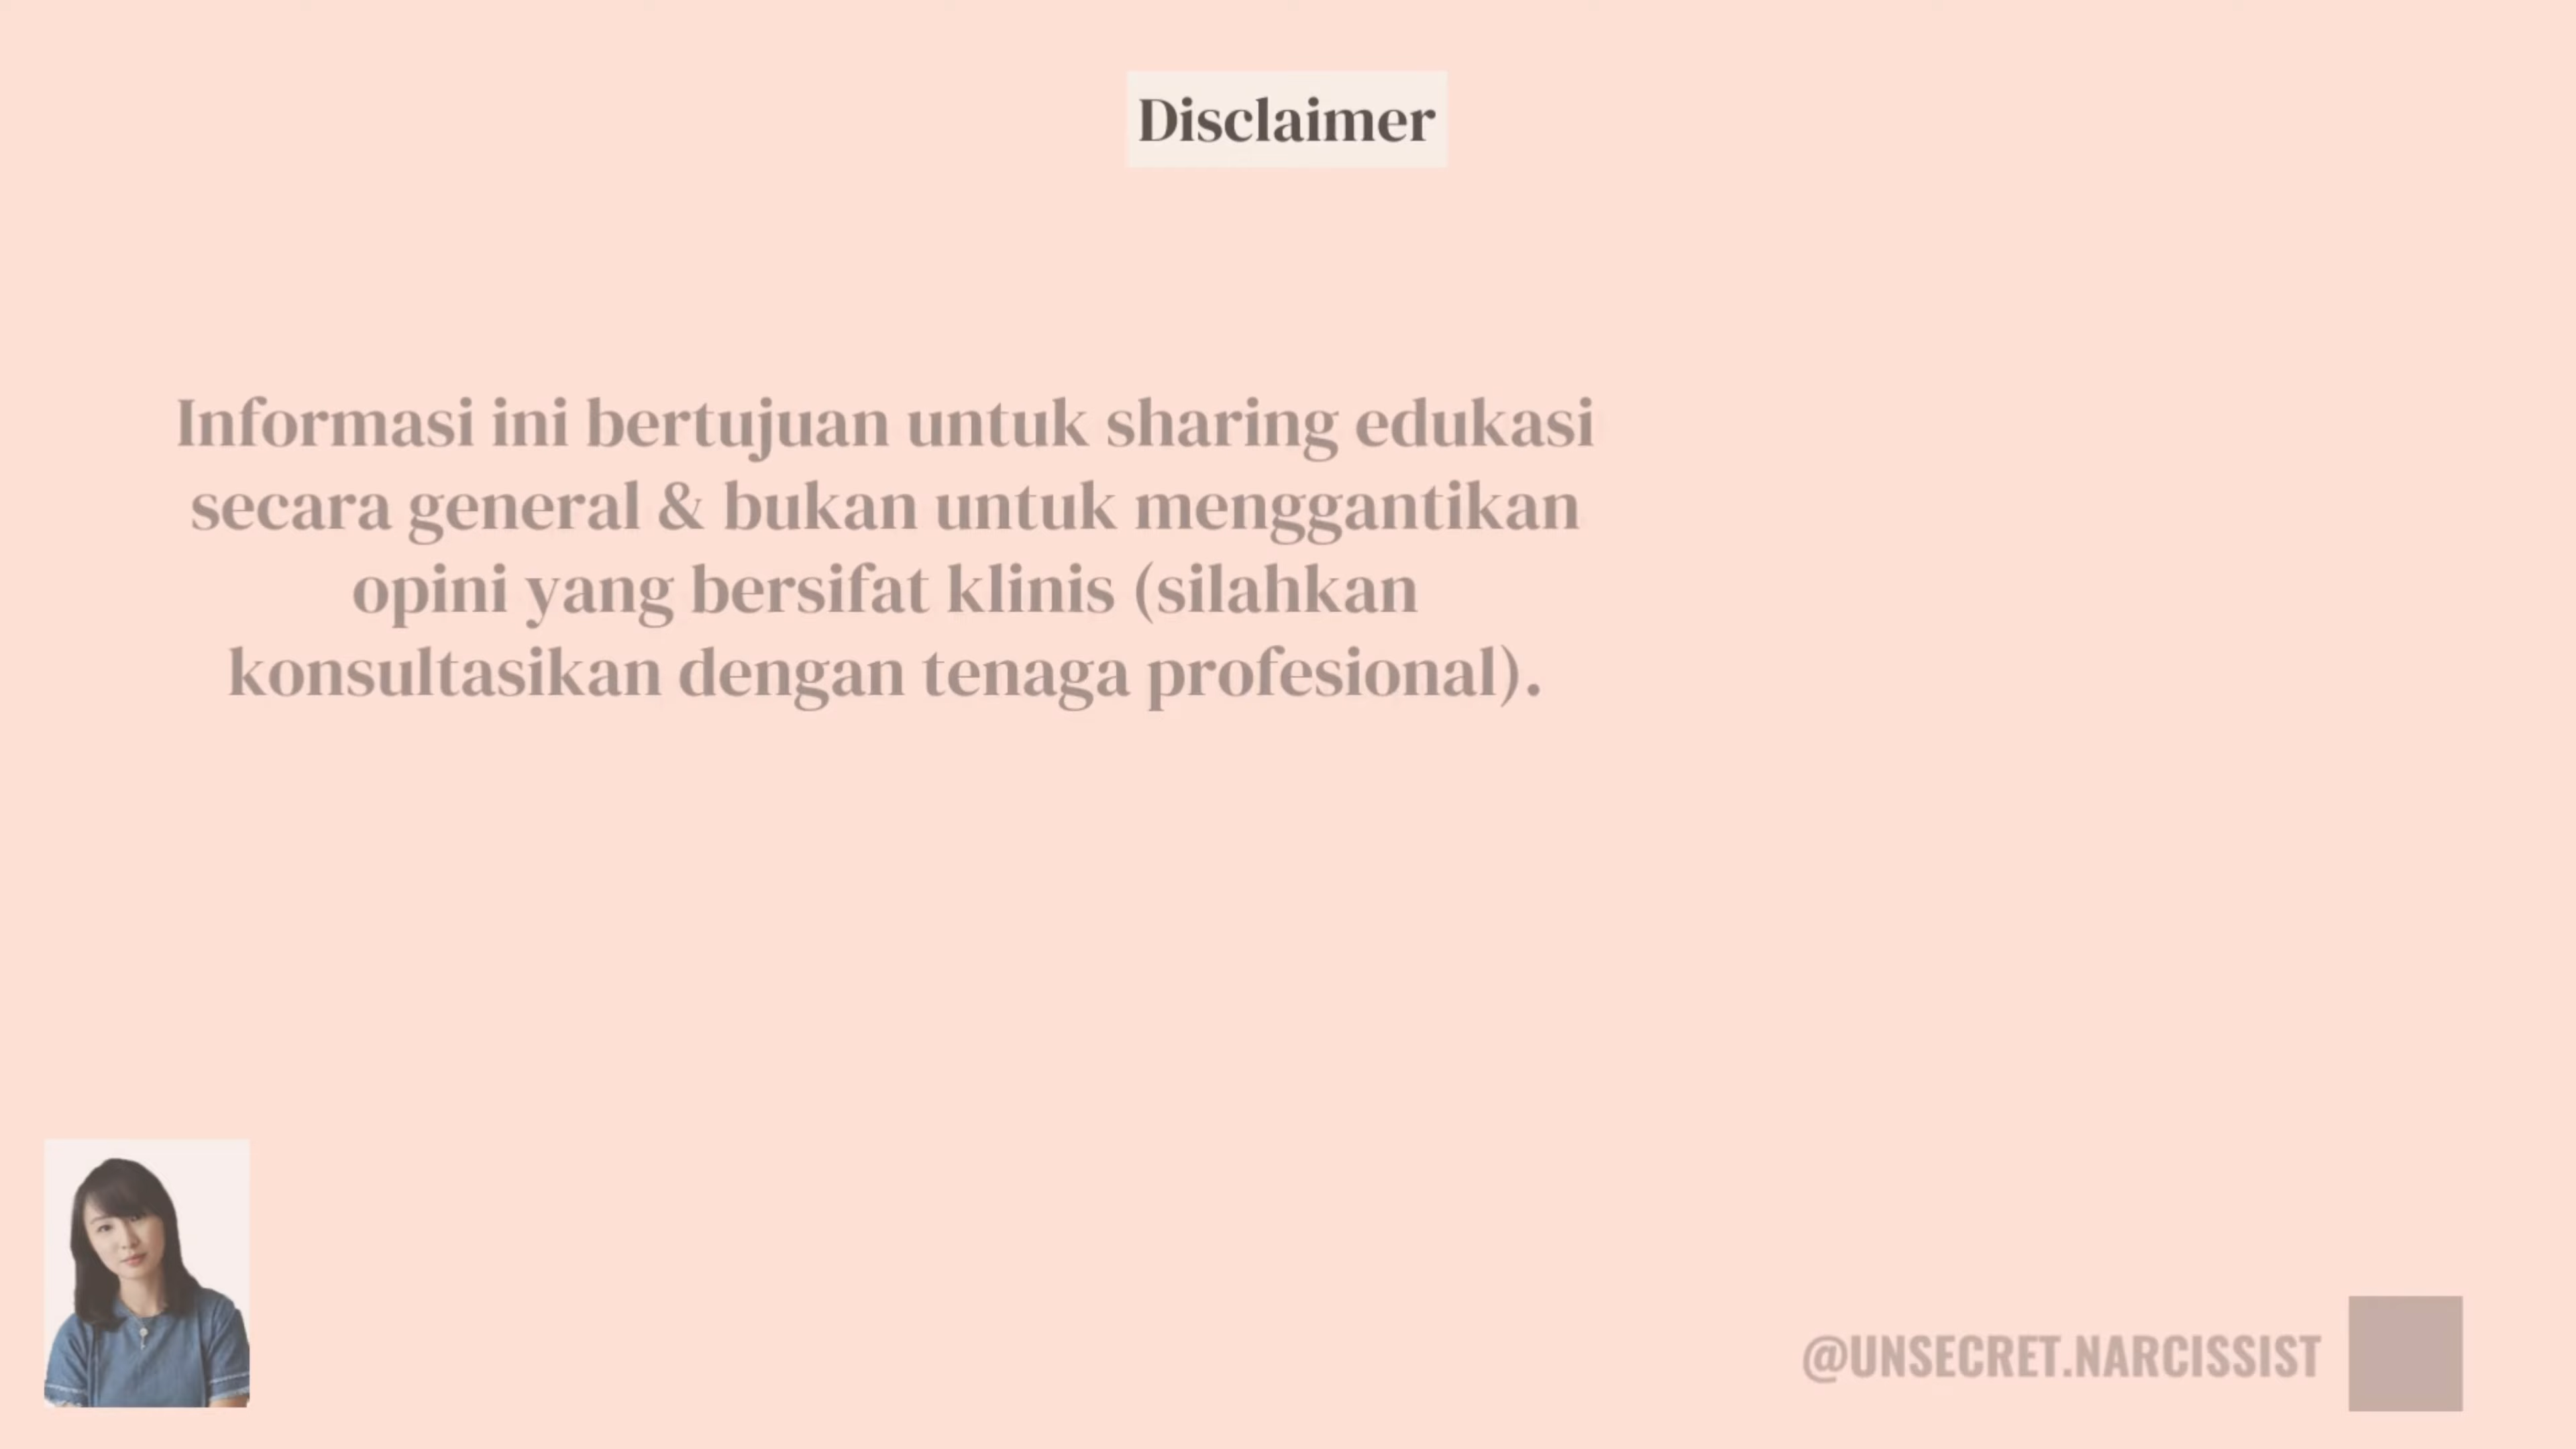 Disclaimer
Informasi ini bertujuan untuk sharing edukasi
secara general & bukan untuk menggantikan
opini yang bersifat klinis (silahkan
konsultasikan dengan tenaga profesional).
@UNSECRET.NARCISSIST